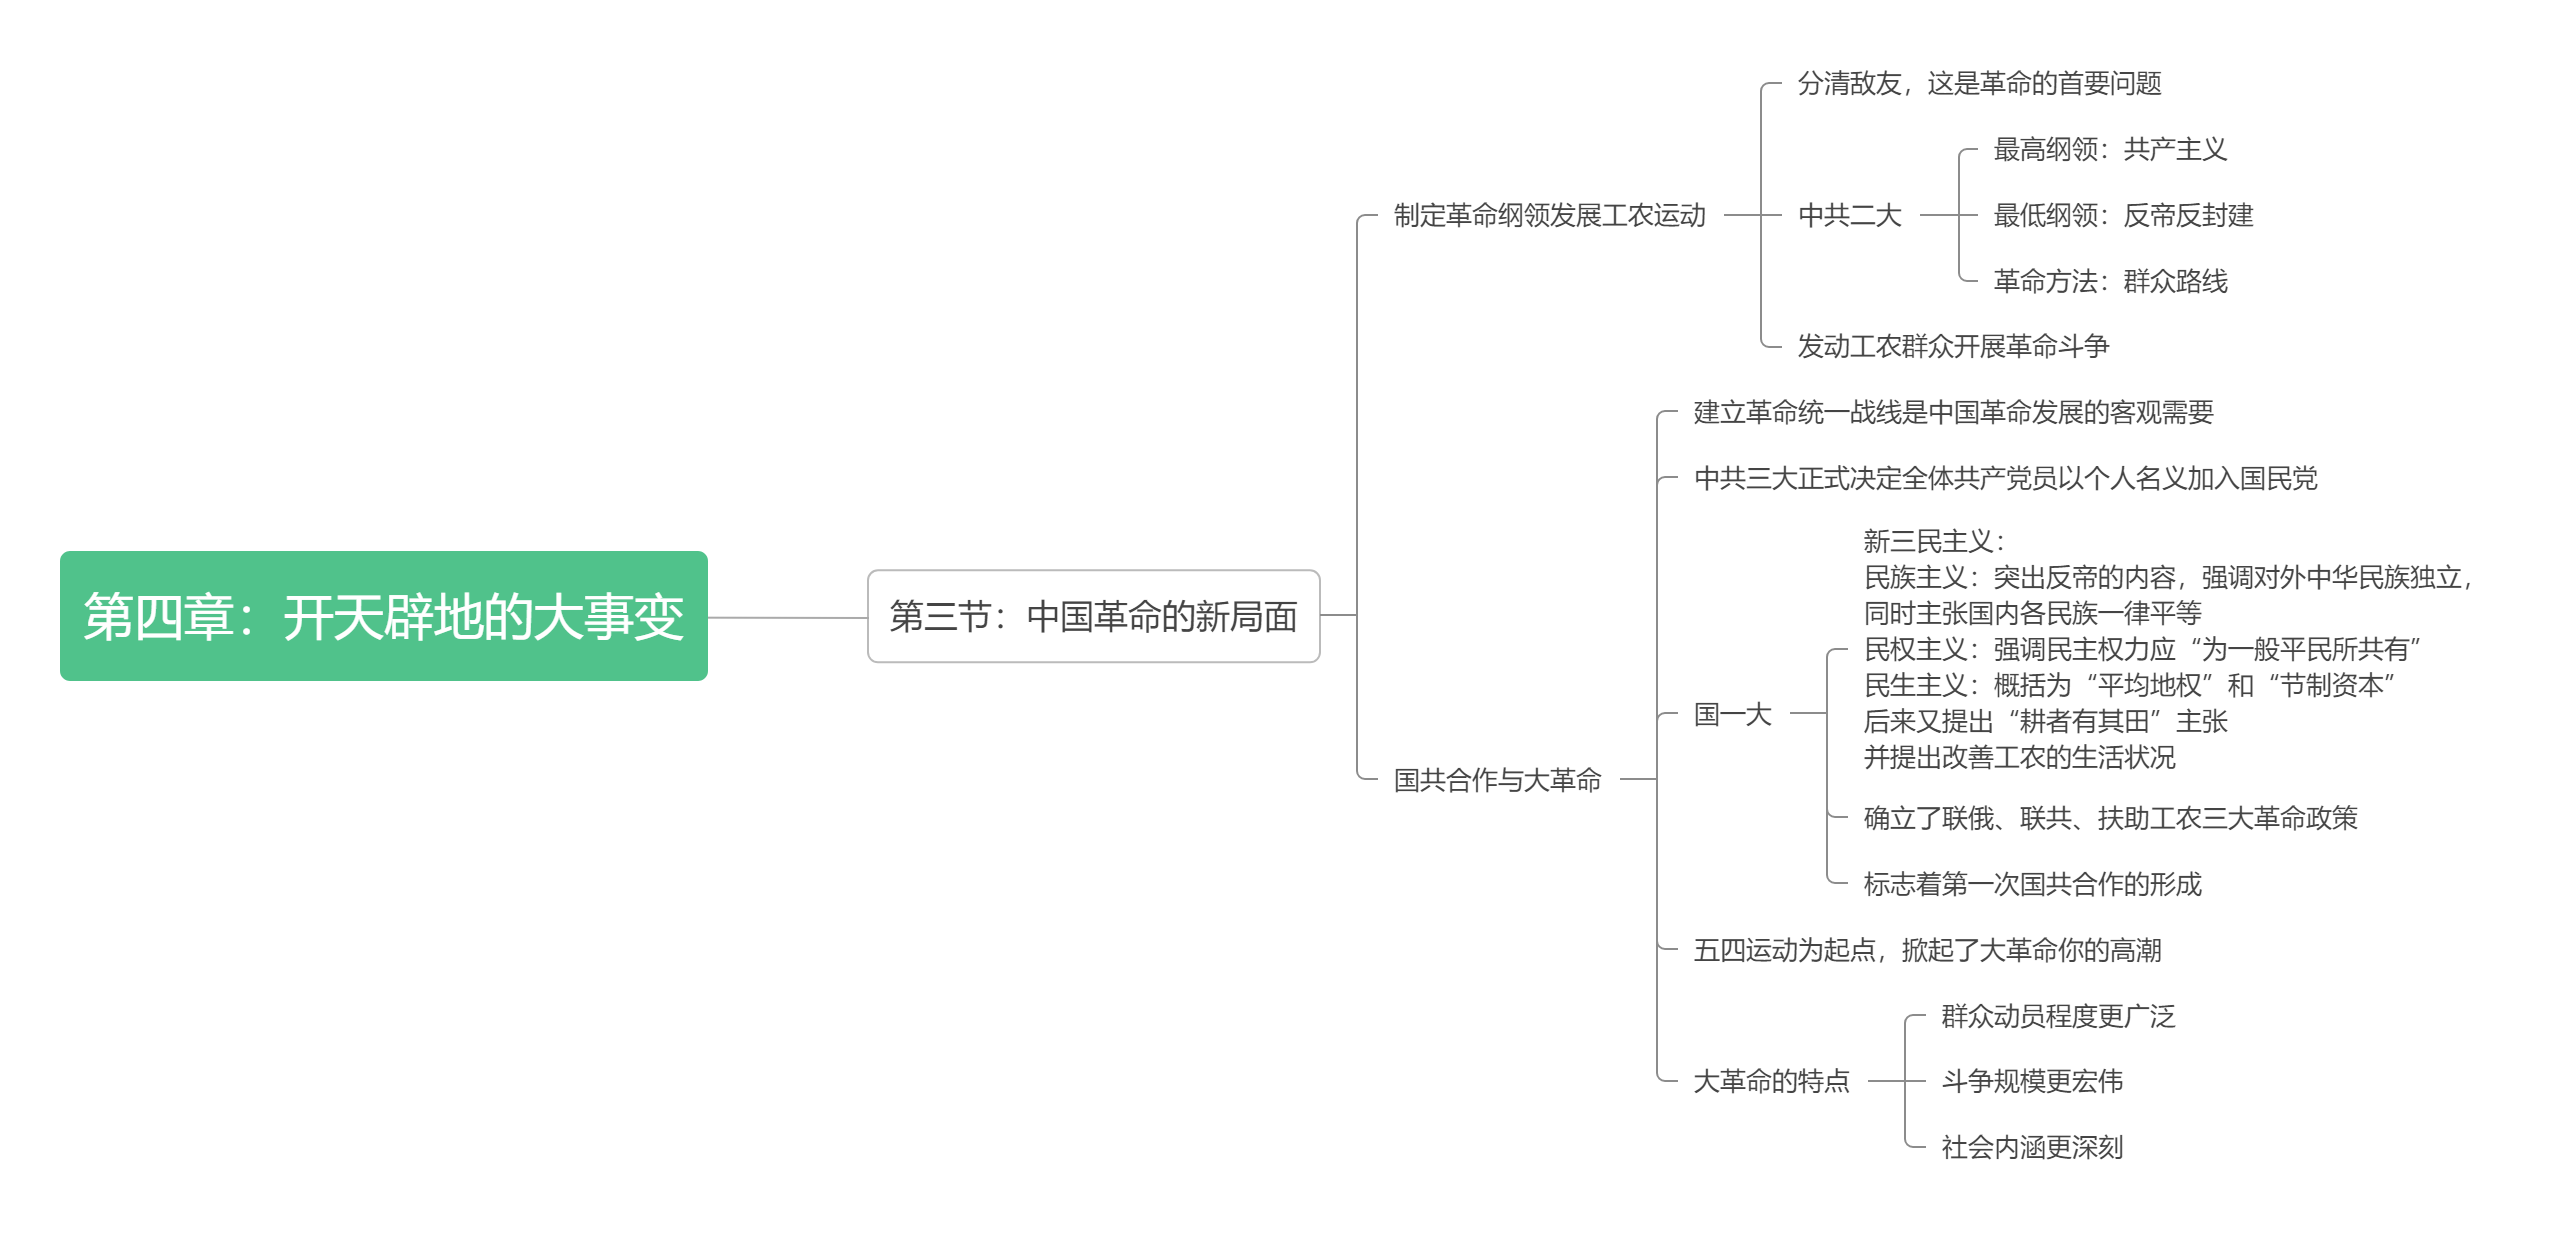 第四章：开天辟地的大事变
第三节：中国革命的新局面
制定革命纲领发展工农运动
分清敌友，这是革命的首要问题
中共二大
最高纲领：共产主义
最低纲领：反帝反封建
革命方法：群众路线
发动工农群众开展革命斗争
国共合作与大革命
建立革命统一战线是中国革命发展的客观需要
中共三大正式决定全体共产党员以个人名义加入国民党
国一大
新三民主义：
民族主义：突出反帝的内容，强调对外中华民族独立，
同时主张国内各民族一律平等
民权主义：强调民主权力应“为一般平民所共有”
民生主义：概括为“平均地权”和“节制资本”
后来又提出“耕者有其田”主张
并提出改善工农的生活状况
确立了联俄、联共、扶助工农三大革命政策
标志着第一次国共合作的形成
五四运动为起点，掀起了大革命你的高潮
大革命的特点
群众动员程度更广泛
斗争规模更宏伟
社会内涵更深刻